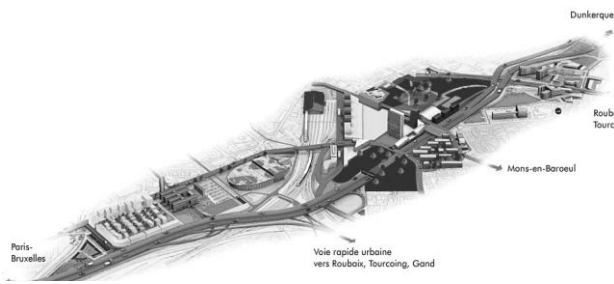 Dunkerque
Mons-en-Baroeul
Paris-
Bruxelles
Voie rapide urbaine
vers Roubaix, Tourcoing, Gand